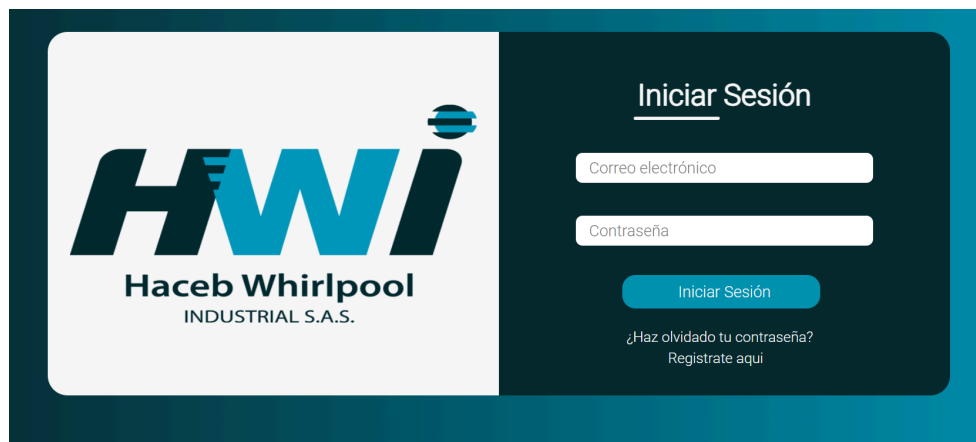 HWI
Haceb Whirlpool
INDUSTRIAL S.A.S.
Iniciar Sesión
Correo electrónico
Contraseña
Iniciar Sesión
¿Haz olvidado tu contraseña?
Registrate aqui